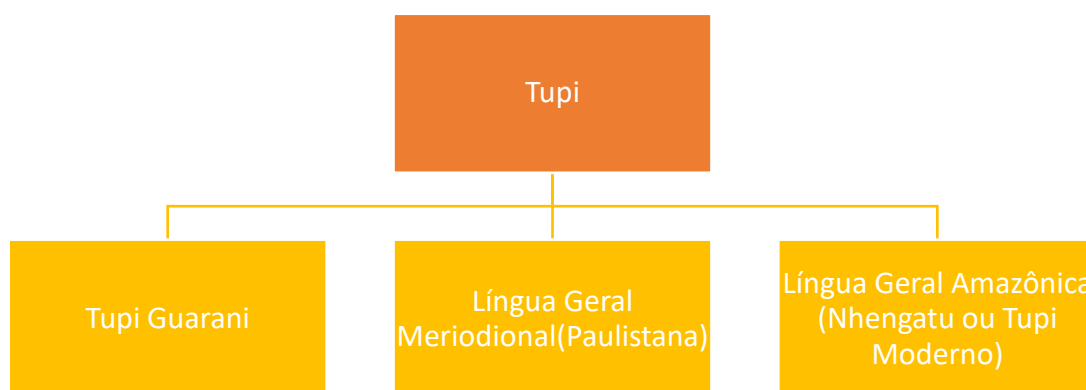 Tupi
Tupi Guarani
Língua Geral
Meriodional(Paulistana)
Língua Geral Amazônica
(Nhengatu ou Tupi
Moderno)